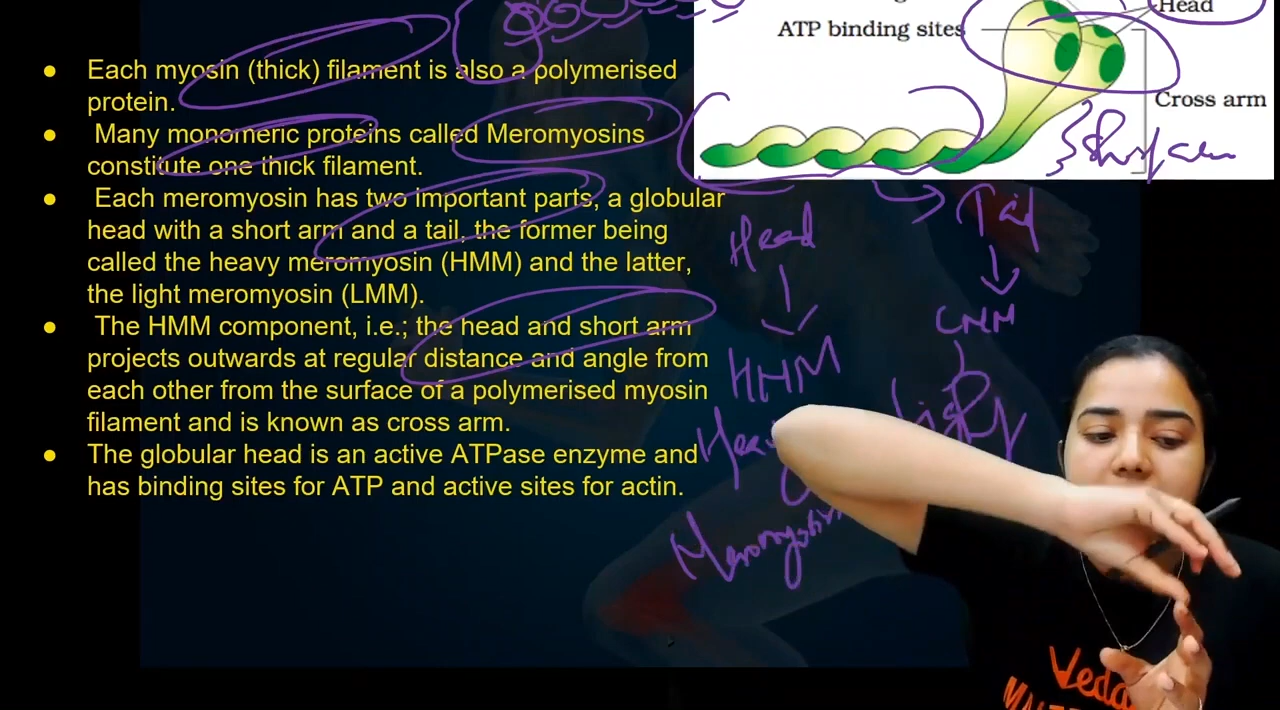 ATP binding sites
Head
Cross arm
Short arm
● Each myosin (thick) filament is also a polymerised
protein.
● Many monomeric proteins called Meromyosins
constitute one thick filament.
● Each meromyosin has two important parts, a globular
head with a short arm and a tail, the former being
called the heavy meromyosin (HMM) and the latter,
the light meromyosin (LMM).
● The HMM component, i.e.; the head and short arm
projects outwards at regular distance and angle from
each other from the surface of a polymerised myosin
filament and is known as cross arm.
● The globular head is an active ATPase enzyme and
has binding sites for ATP and active sites for actin.
Head
Tail
HMM
LMM
Meromyosin
Veda